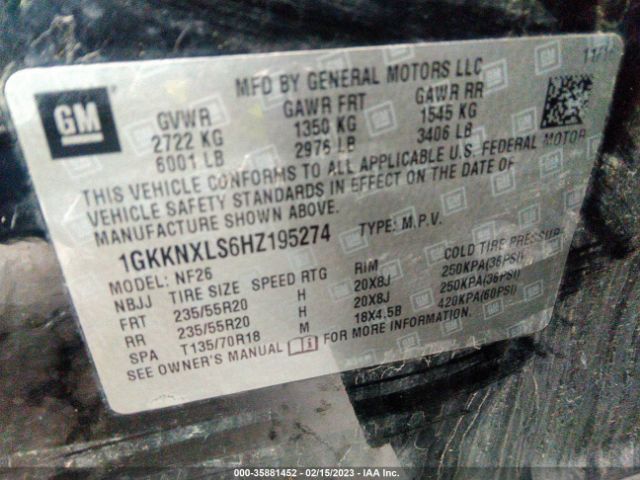 GM
MFD BY GENERAL MOTORS LLC
11/1
GVWR GAWR FRT GAWR RR
2722 KG 1350 KG 1545 KG
6001 LB 2976 LB 3406 LB
THIS VEHICLE CONFORMS TO ALL APPLICABLE U.S. FEDERAL MOTOR
VEHICLE SAFETY STANDARDS IN EFFECT ON THE DATE OF
MANUFACTURE SHOWN ABOVE.
1GKKNXLS6HZ195274 TYPE: M.P.V.
MODEL: NF26
NBJJ TIRE SIZE SPEED RTG RIM COLD TIRE PRESSURE
FRT 235/55R20 H 20X8J 250KPA(36PSI)
RR 235/55R20 H 20X8J 250KPA(36PSI)
SPA T135/70R18 M 18X4.5B 420KPA(60PSI)
SEE OWNER'S MANUAL FOR MORE INFORMATION.
000-35881452 - 02/15/2023 - IAA Inc.